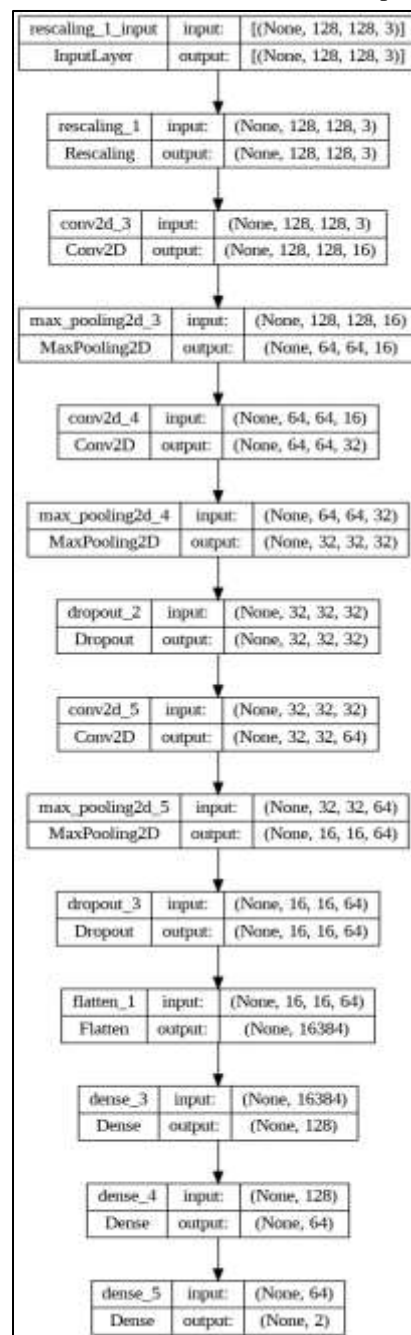 rescaling_1_input input: [(None, 128, 128, 3)]
InputLayer output: [(None, 128, 128, 3)]
rescaling_1 input: (None, 128, 128, 3)
Rescaling output: (None, 128, 128, 3)
conv2d_3 input: (None, 128, 128, 3)
Conv2D output: (None, 128, 128, 16)
max_pooling2d_3 input: (None, 128, 128, 16)
MaxPooling2D output: (None, 64, 64, 16)
conv2d_4 input: (None, 64, 64, 16)
Conv2D output: (None, 64, 64, 32)
max_pooling2d_4 input: (None, 64, 64, 32)
MaxPooling2D output: (None, 32, 32, 32)
dropout_2 input: (None, 32, 32, 32)
Dropout output: (None, 32, 32, 32)
conv2d_5 input: (None, 32, 32, 32)
Conv2D output: (None, 32, 32, 64)
max_pooling2d_5 input: (None, 32, 32, 64)
MaxPooling2D output: (None, 16, 16, 64)
dropout_3 input: (None, 16, 16, 64)
Dropout output: (None, 16, 16, 64)
flatten_1 input: (None, 16, 16, 64)
Flatten output: (None, 16384)
dense_3 input: (None, 16384)
Dense output: (None, 128)
dense_4 input: (None, 128)
Dense output: (None, 64)
dense_5 input: (None, 64)
Dense output: (None, 2)